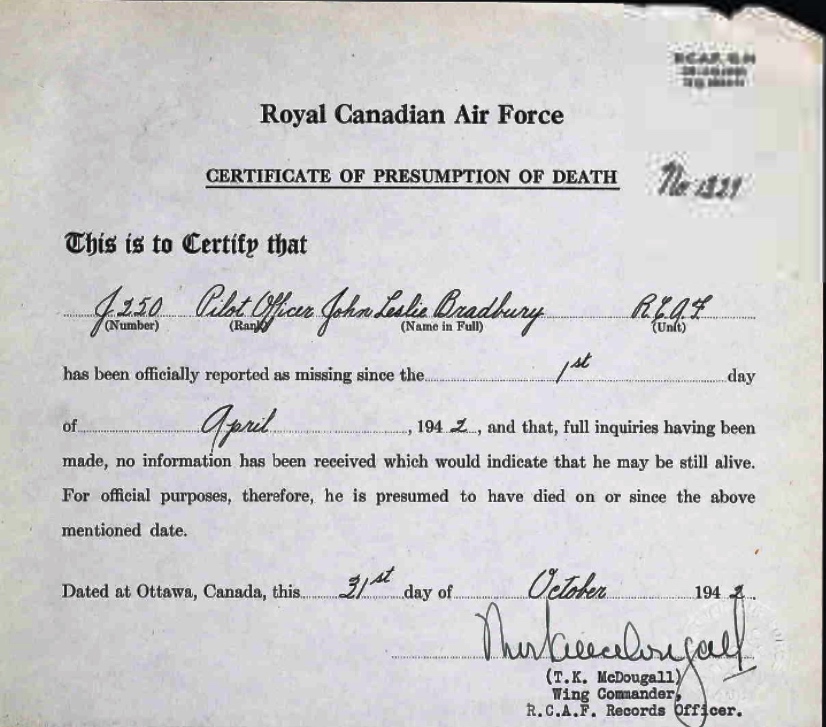 R.C.A.F.
Royal Canadian Air Force
CERTIFICATE OF PRESUMPTION OF DEATH
No
This is to Certify that
J.250 Pilot Officer John Leslie Bradbury R.C.A.F
(Number) (Rank) (Name in Full) (Unit)
has been officially reported as missing since the 1st day
of April, 194 2, and that, full inquiries having been
made, no information has been received which would indicate that he may be still alive.
For official purposes, therefore, he is presumed to have died on or since the above
mentioned date.
Dated at Ottawa, Canada, this 31st day of October 194 2.
(T.K. McDougall)
Wing Commander,
R.C.A.F. Records Officer.